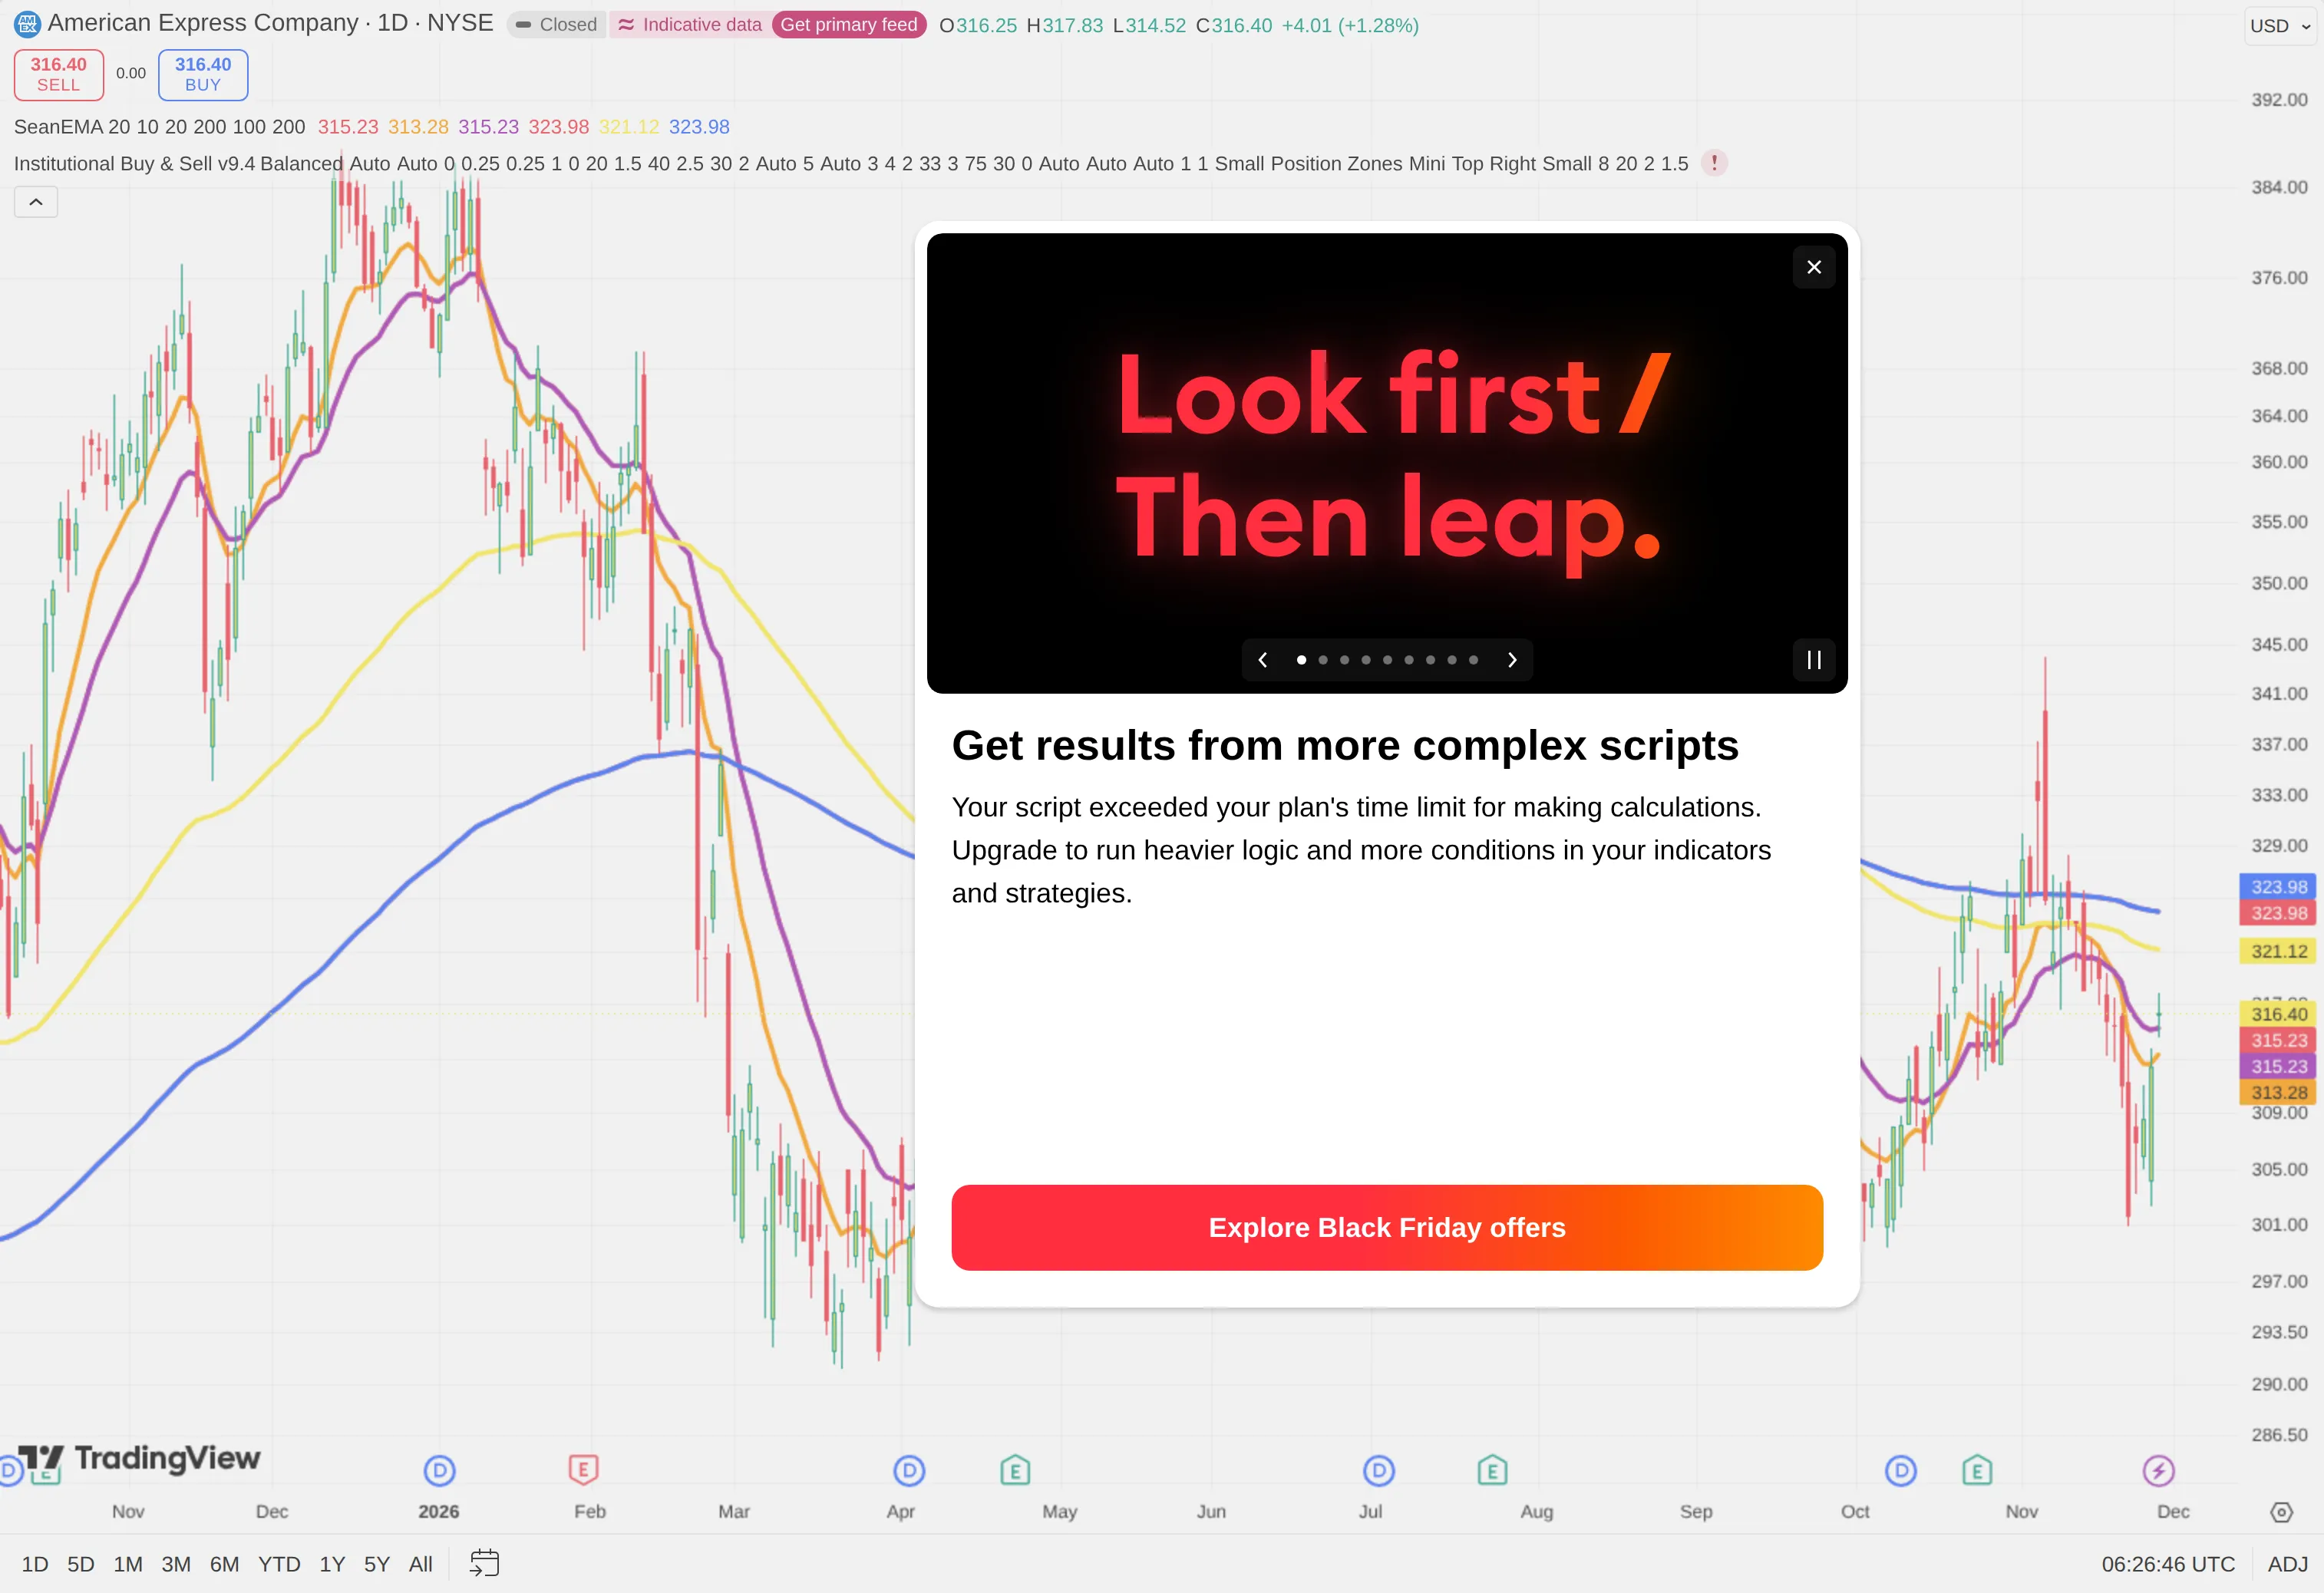 American Express Company · 1D · NYSE Closed Indicative data Get primary feed O316.25 H317.83 L314.52 C316.40 +4.01 (+1.28%) USD
316.40 SELL 0.00 316.40 BUY
SeanEMA 20 10 20 200 100 200 315.23 313.28 315.23 323.98 321.12 323.98
Institutional Buy & Sell v9.4 Balanced Auto Auto 0 0.25 0.25 1 0 20 1.5 40 2.5 30 2 Auto 5 Auto 3 4 2 33 3 75 30 0 Auto Auto Auto 1 1 Small Position Zones Mini Top Right Small 8 20 2 1.5 !
Look first /
Then leap.
Get results from more complex scripts
Your script exceeded your plan's time limit for making calculations.
Upgrade to run heavier logic and more conditions in your indicators
and strategies.
Explore Black Friday offers
392.00
384.00
376.00
368.00
364.00
360.00
355.00
350.00
345.00
341.00
337.00
333.00
329.00
323.98
323.98
321.12
316.40
315.23
315.23
313.28
309.00
305.00
301.00
297.00
293.50
290.00
286.50
TradingView
D E D E D E D E D E
Nov Dec 2026 Feb Mar Apr May Jun Jul Aug Sep Oct Nov Dec
1D 5D 1M 3M 6M YTD 1Y 5Y All 06:26:46 UTC ADJ